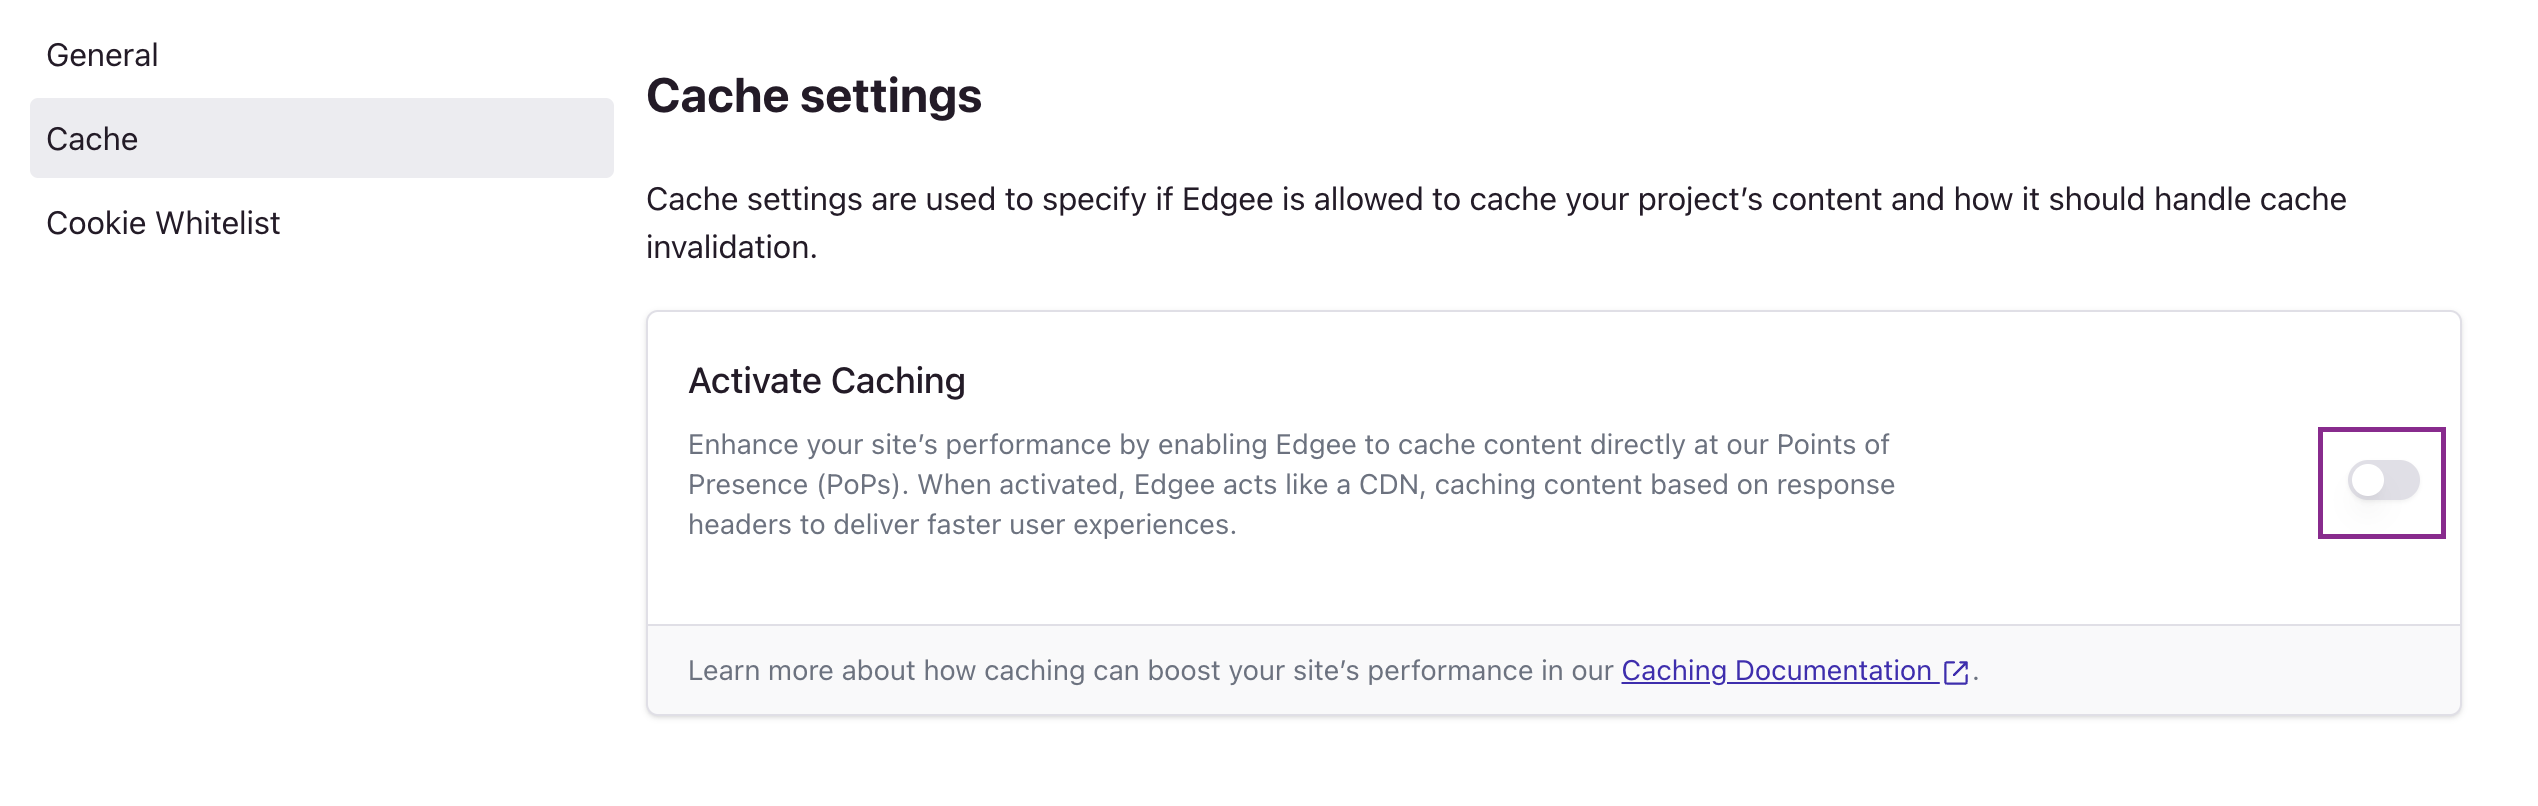 General
Cache
Cookie Whitelist
Cache settings
Cache settings are used to specify if Edgee is allowed to cache your project’s content and how it should handle cache
invalidation.
Activate Caching
Enhance your site’s performance by enabling Edgee to cache content directly at our Points of
Presence (PoPs). When activated, Edgee acts like a CDN, caching content based on response
headers to deliver faster user experiences.
Learn more about how caching can boost your site’s performance in our Caching Documentation.